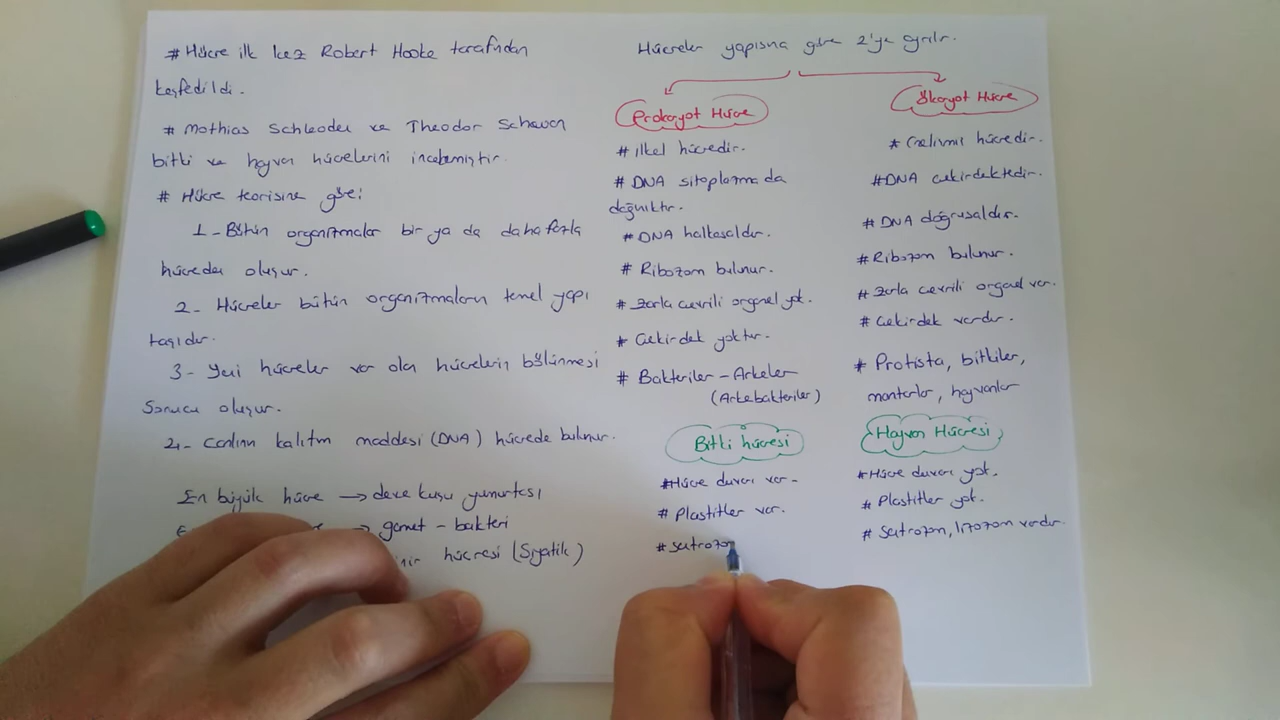 # Hücre ilk kez Robert Hooke tarafından
keşfedildi.
# Mathias Schleoder ve Theodor Schwan
bitki ve hayvan hücrelerini incelemiştir.
# Hücre teorisine göre;
1- Bütün organizmalar bir ya da daha fazla
hücreden oluşur.
2- Hücreler bütün organizmaların temel yapı
taşıdır.
3- Yeni hücreler var olan hücrelerin bölünmesi
sonucu oluşur.
4- Canlının kalıtım maddesi (DNA) hücrede bulunur.
En büyük hücre → deve kuşu yumurtası
→ gamet - bakteri
hücresi (Siyatik)
Hücreler yapısına göre 2'ye ayrılır.
Prokaryot Hücre
# ilkel hücredir.
# DNA sitoplazmada
dağınıktır.
# DNA halkasaldır.
# Ribozom bulunur.
# Zarla çevrili organel yok.
# Çekirdek yoktur.
# Bakteriler - Arkeler
(Arkebakteriler)
Ökaryot Hücre
# Gelişmiş hücredir.
# DNA çekirdektedir.
# DNA doğrusaldır.
# Ribozom bulunur.
# Zarla çevrili organel var.
# Çekirdek vardır.
# Protista, bitkiler,
mantarlar, hayvanlar
Bitki hücresi
# Hücre duvarı var-
# Plastitler var.
# Sentrozo
Hayvan Hücresi
# Hücre duvarı yok.
# Plastitler yok.
# Sentrozom, lizozom vardır.